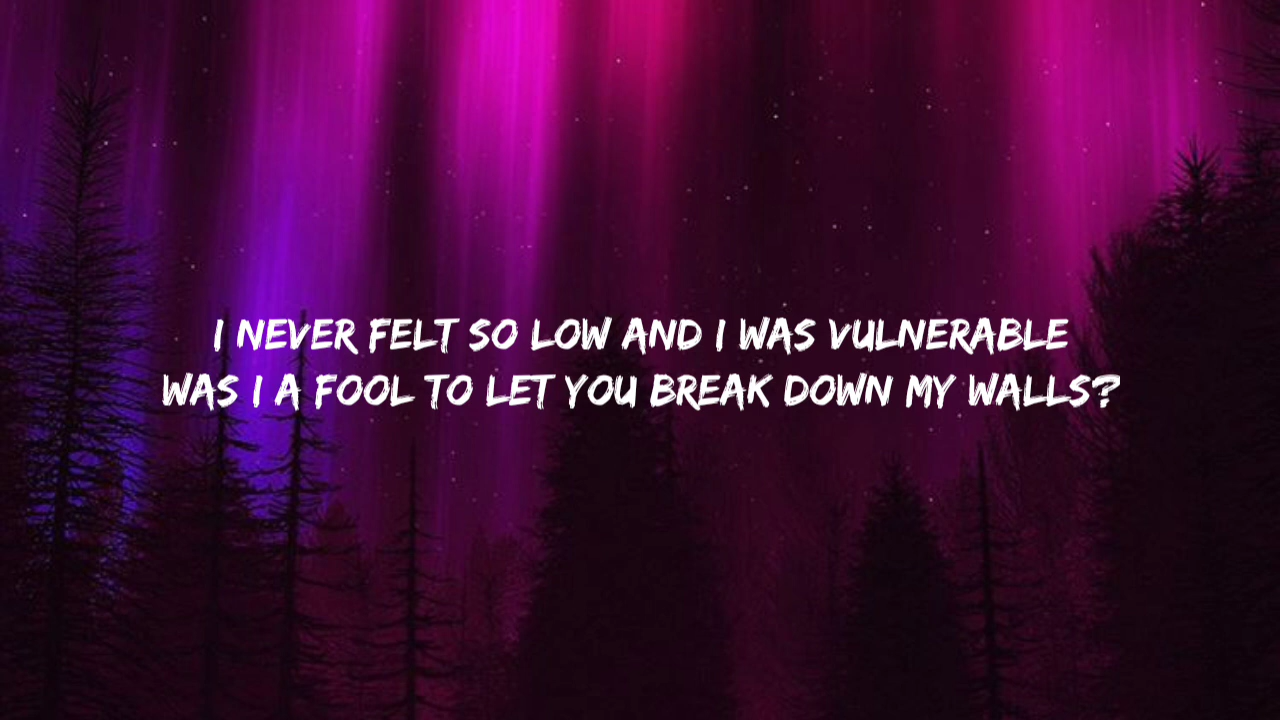 I NEVER FELT SO LOW AND I WAS VULNERABLE
WAS I A FOOL TO LET YOU BREAK DOWN MY WALLS?